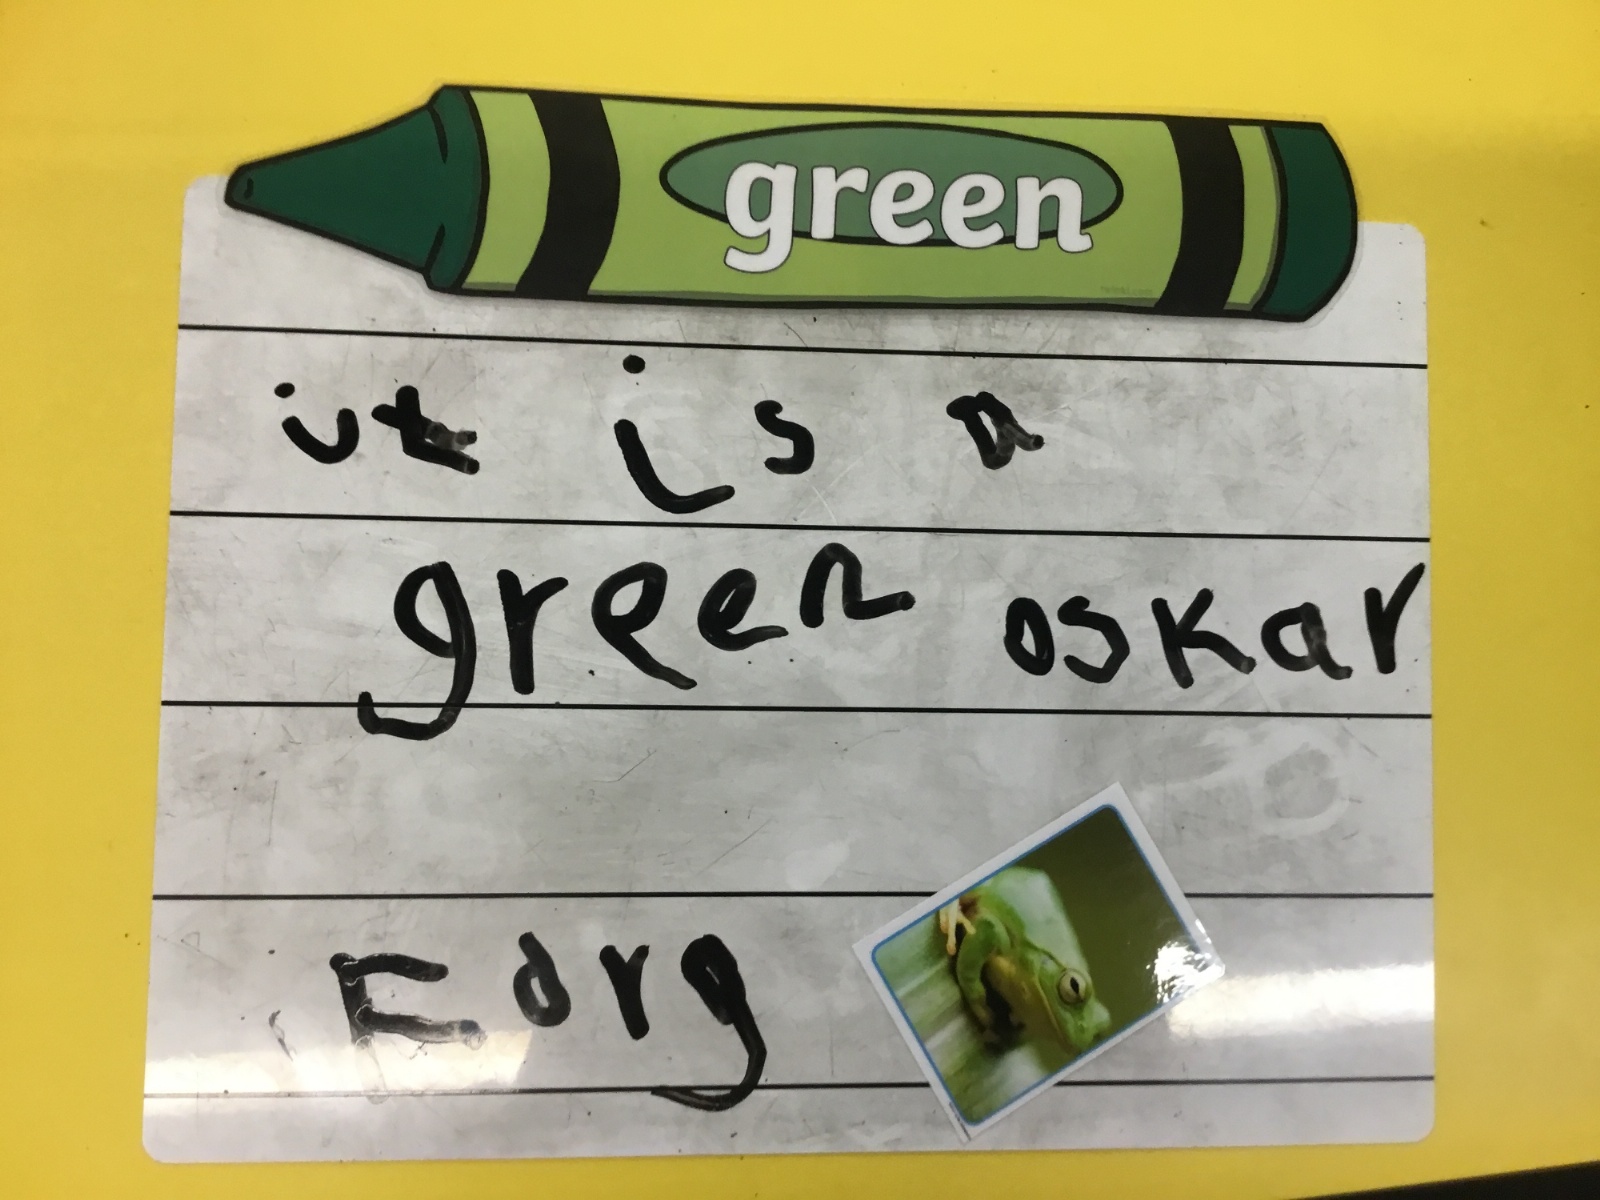 green
it is a
green oskar
Forg